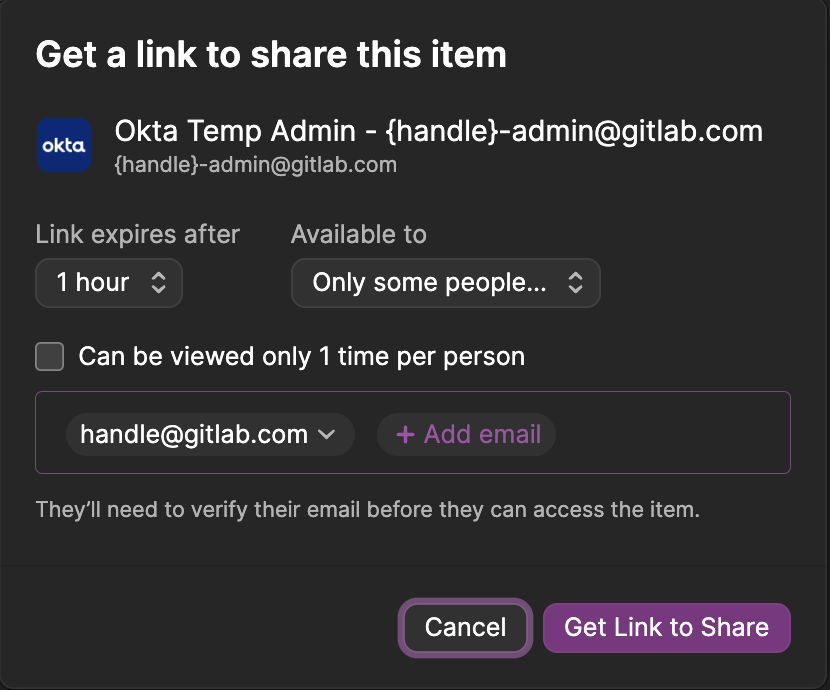 Get a link to share this item
okta
Okta Temp Admin - {handle}-admin@gitlab.com
{handle}-admin@gitlab.com
Link expires after
Available to
1 hour
Only some people...
Can be viewed only 1 time per person
handle@gitlab.com
+ Add email
They’ll need to verify their email before they can access the item.
Cancel
Get Link to Share